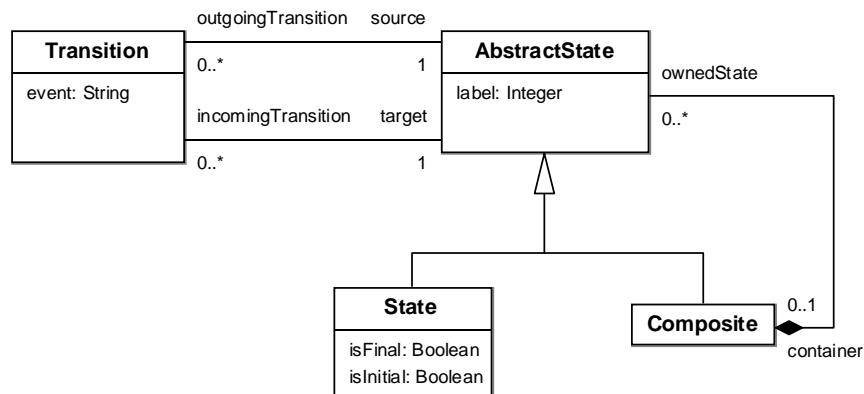 outgoingTransition source
Transition
AbstractState
0..* 1
ownedState
event: String
label: Integer
incomingTransition target
0..*
0..* 1
State
0..1
Composite
isFinal: Boolean
container
isInitial: Boolean